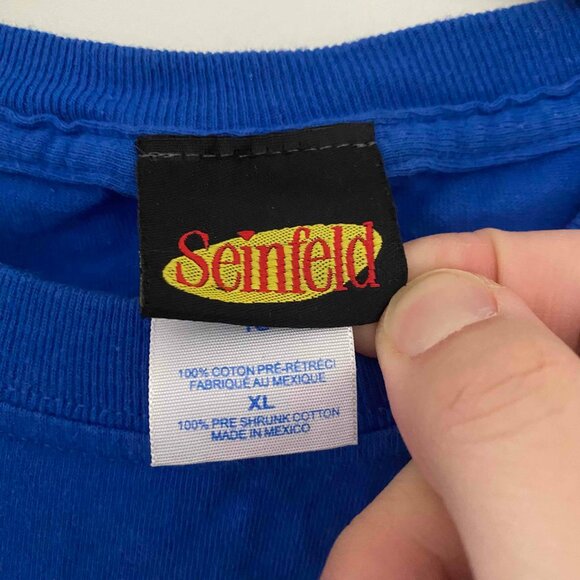 Seinfeld
100% COTON PRÉ-RÉTRÉCI
FABRIQUÉ AU MEXIQUE
XL
100% PRE SHRUNK COTTON
MADE IN MEXICO